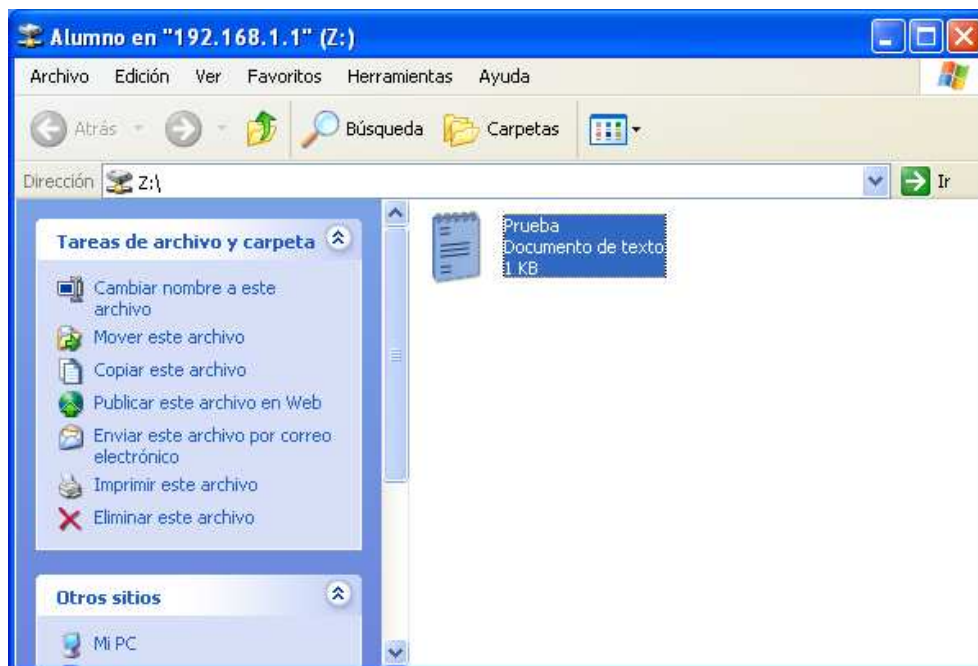 Alumno en "192.168.1.1" (Z:)
Archivo Edición Ver Favoritos Herramientas Ayuda
Atrás Búsqueda Carpetas
Dirección Z:\ Ir
Tareas de archivo y carpeta
Cambiar nombre a este
archivo
Mover este archivo
Copiar este archivo
Publicar este archivo en Web
Enviar este archivo por correo
electrónico
Imprimir este archivo
Eliminar este archivo
Otros sitios
Mi PC
Prueba
Documento de texto
1 KB